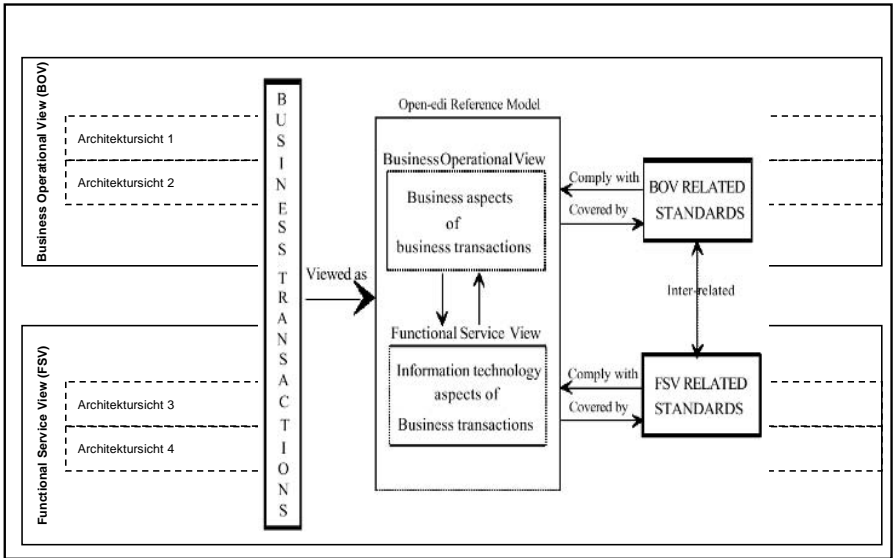 Business Operational View (BOV)
Architektursicht 1
Architektursicht 2
Functional Service View (FSV)
Architektursicht 3
Architektursicht 4
BUSINESS TRANSACTIONS
Viewed as
Open-edi Reference Model
Business Operational View
Business aspects
of
business transactions
Functional Service View
Information technology
aspects of
Business transactions
Comply with
Covered by
BOV RELATED
STANDARDS
Inter-related
Comply with
Covered by
FSV RELATED
STANDARDS